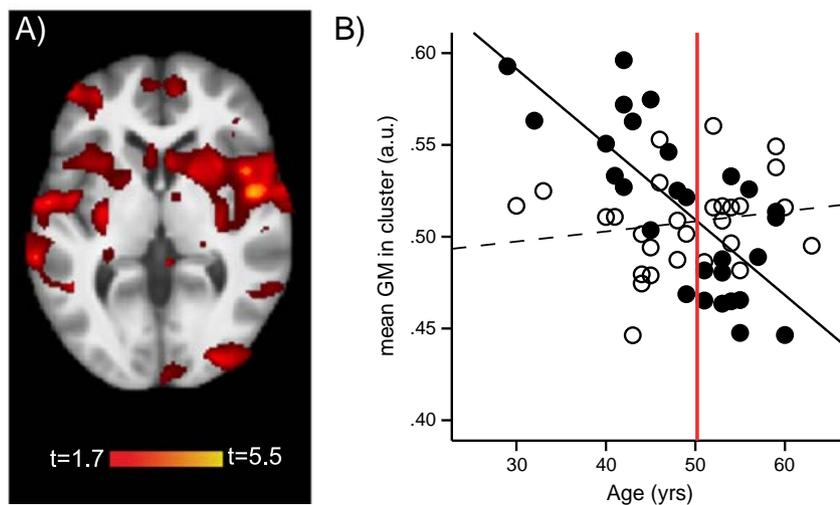 A)
t=1.7
t=5.5
B)
mean GM in cluster (a.u.)
.60
.55
.50
.45
.40
30 40 50 60
Age (yrs)